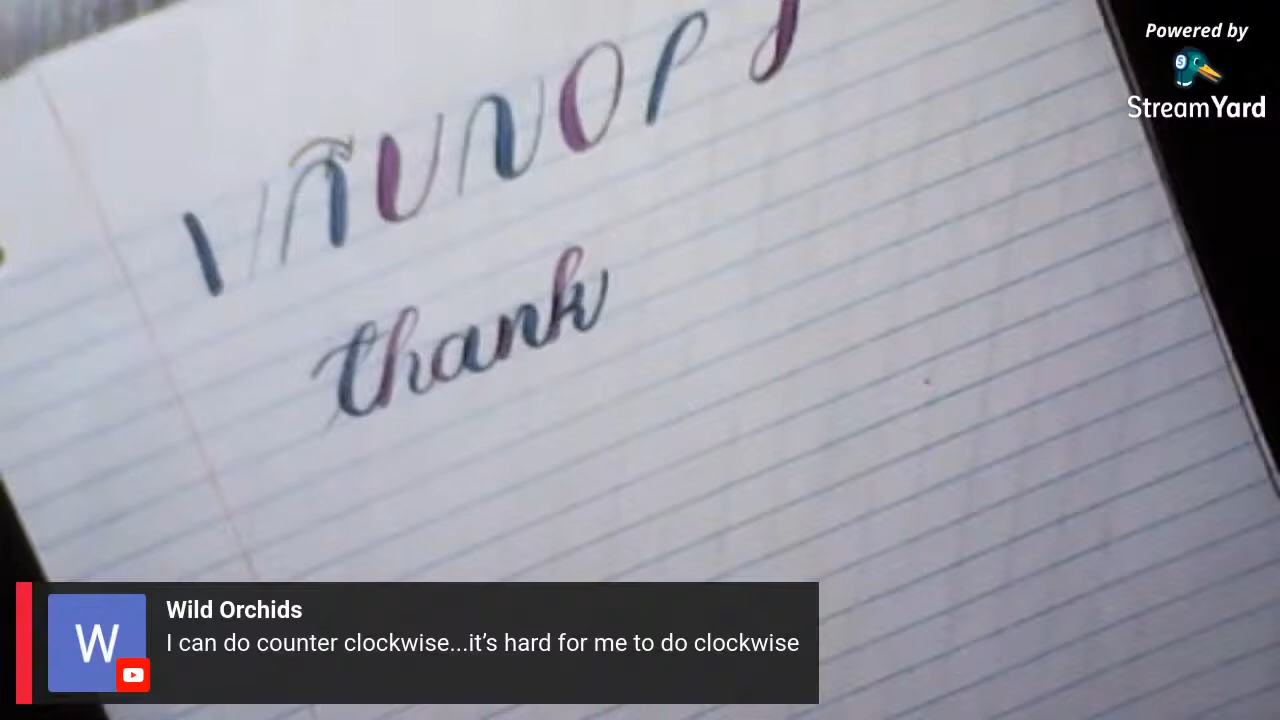 Powered by
StreamYard
thank
W
Wild Orchids
I can do counter clockwise...it’s hard for me to do clockwise